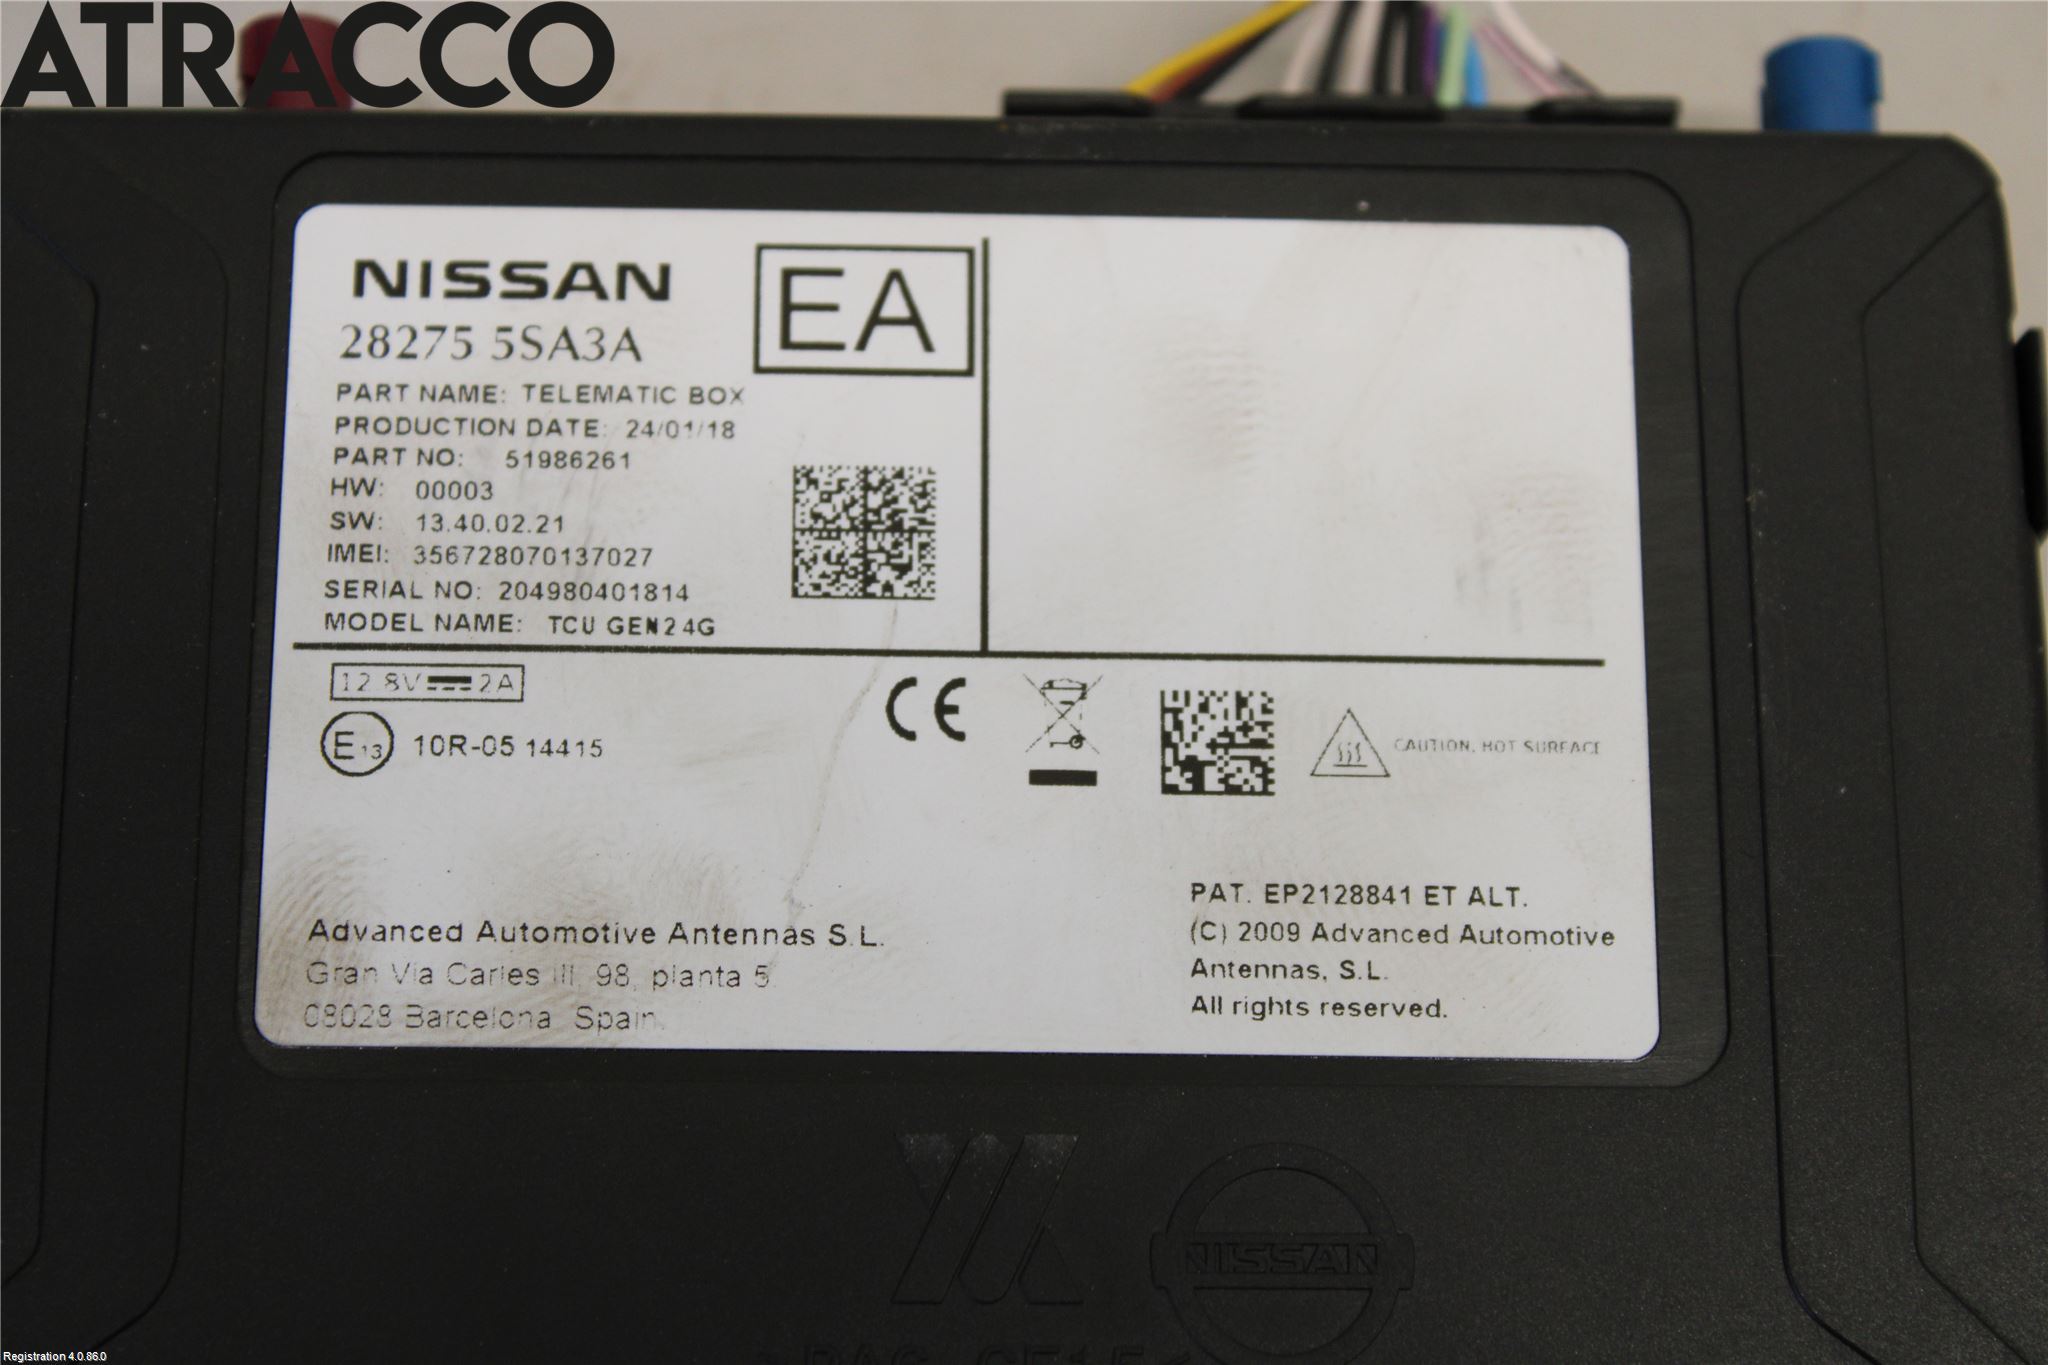 ATRACCO
NISSAN
EA
28275 5SA3A
PART NAME: TELEMATIC BOX
PRODUCTION DATE: 24/01/18
PART NO: 51986261
HW: 00003
SW: 13.40.02.21
IMEI: 356728070137027
SERIAL NO: 204980401814
MODEL NAME: TCU GEN2 4G
12.8V 2A
E13 10R-05 14415
CE
CAUTION, HOT SURFACE
Advanced Automotive Antennas S.L.
Gran Via Carles III, 98, planta 5
08028 Barcelona, Spain.
PAT. EP2128841 ET ALT.
(C) 2009 Advanced Automotive
Antennas, S.L.
All rights reserved.
NISSAN
Registration 4.0.86.0